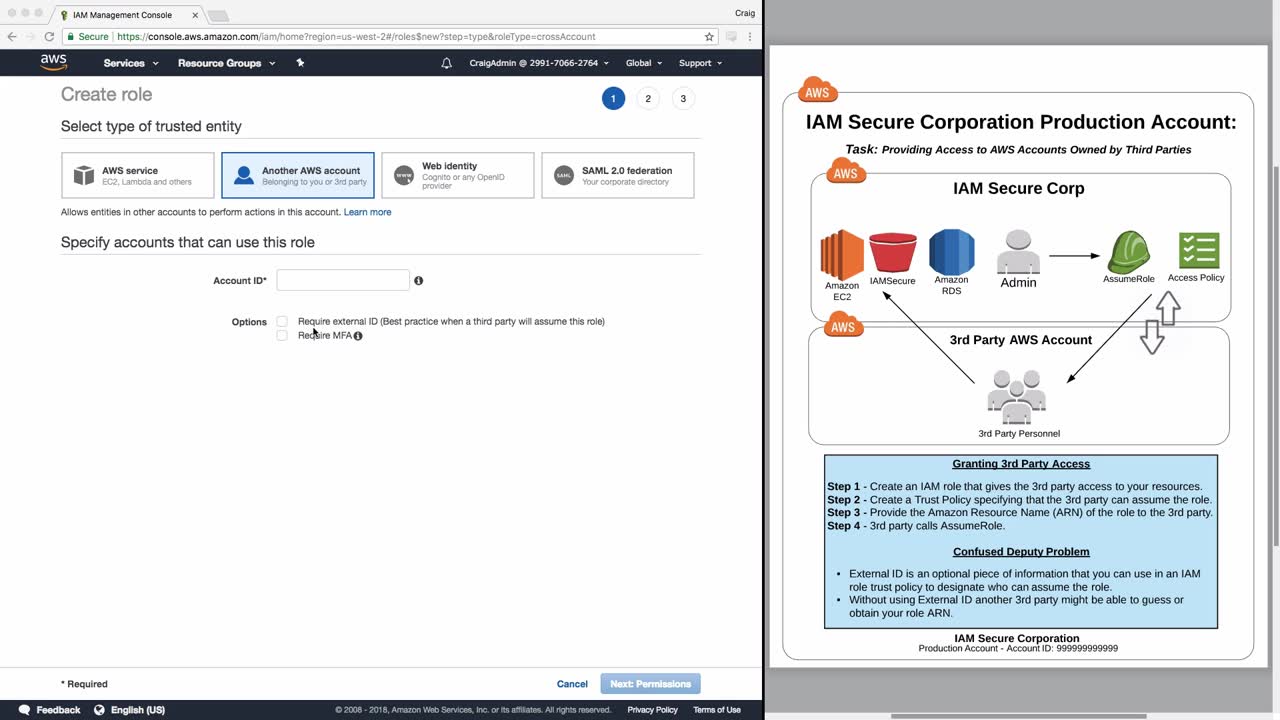 IAM Management Console
Craig
Secure | https://console.aws.amazon.com/iam/home?region=us-west-2#/roles$new?step=type&roleType=crossAccount
aws
Services
Resource Groups
CraigAdmin @ 2991-7066-2764
Global
Support
Create role
1
2
3
Select type of trusted entity
AWS service
EC2, Lambda and others
Another AWS account
Belonging to you or 3rd party
WWW
Web identity
Cognito or any OpenID
provider
SAML
SAML 2.0 federation
Your corporate directory
Allows entities in other accounts to perform actions in this account. Learn more
Specify accounts that can use this role
Account ID*
Options
Require external ID (Best practice when a third party will assume this role)
Require MFA
* Required
Cancel
Next: Permissions
Feedback
English (US)
© 2008 - 2018, Amazon Web Services, Inc. or its affiliates. All rights reserved.
Privacy Policy
Terms of Use
AWS
IAM Secure Corporation Production Account:
Task: Providing Access to AWS Accounts Owned by Third Parties
AWS
IAM Secure Corp
Amazon
EC2
IAMSecure
Amazon
RDS
Admin
AssumeRole
Access Policy
AWS
3rd Party AWS Account
3rd Party Personnel
Granting 3rd Party Access
Step 1 - Create an IAM role that gives the 3rd party access to your resources.
Step 2 - Create a Trust Policy specifying that the 3rd party can assume the role.
Step 3 - Provide the Amazon Resource Name (ARN) of the role to the 3rd party.
Step 4 - 3rd party calls AssumeRole.
Confused Deputy Problem
• External ID is an optional piece of information that you can use in an IAM
role trust policy to designate who can assume the role.
• Without using External ID another 3rd party might be able to guess or
obtain your role ARN.
IAM Secure Corporation
Production Account - Account ID: 999999999999